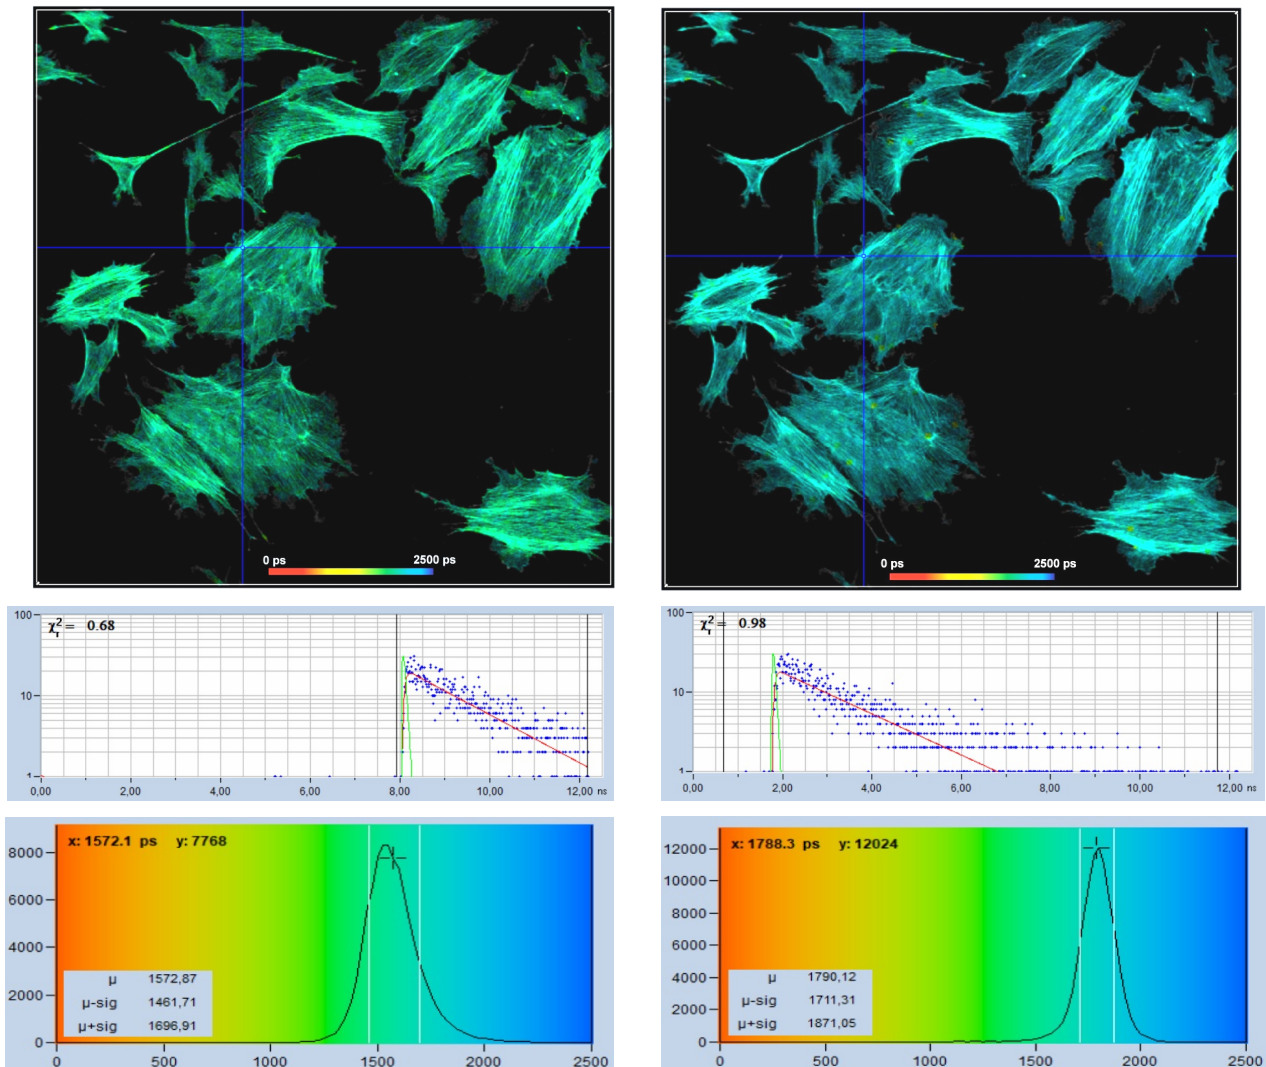 0 ps 2500 ps
0 ps 2500 ps
100
χ²r = 0.68
10
1
0,00 2,00 4,00 6,00 8,00 10,00 12,00 ns
100
χ²r = 0.98
10
1
0,00 2,00 4,00 6,00 8,00 10,00 12,00 ns
x: 1572.1 ps y: 7768
8000
6000
4000
2000
0
μ 1572,87
μ-sig 1461,71
μ+sig 1696,91
0 500 1000 1500 2000 2500
x: 1788.3 ps y: 12024
12000
10000
8000
6000
4000
2000
0
μ 1790,12
μ-sig 1711,31
μ+sig 1871,05
0 500 1000 1500 2000 2500